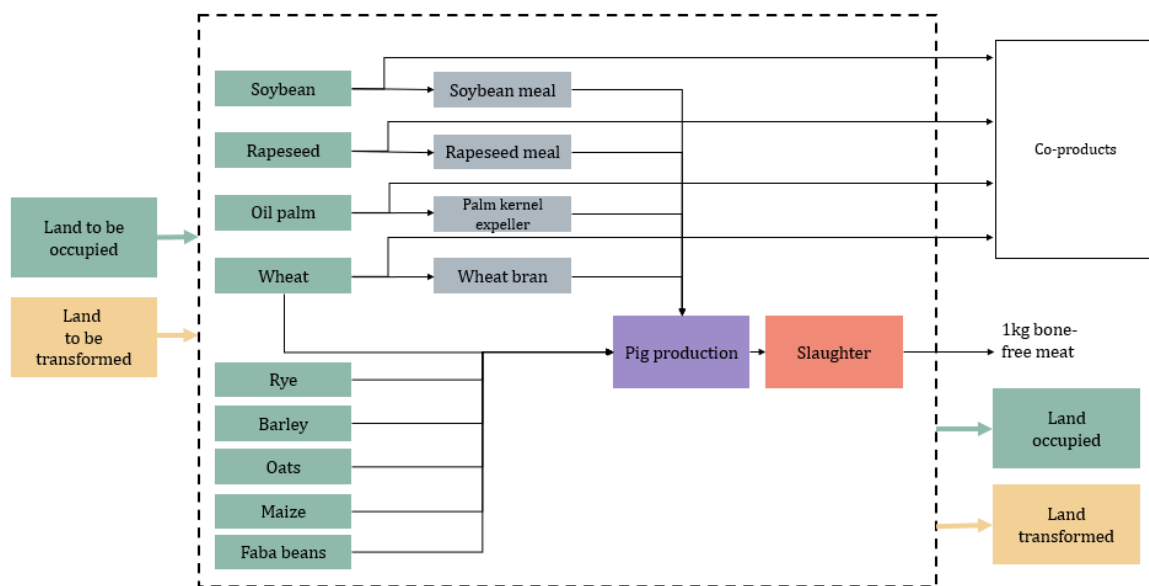 Soybean
Soybean meal
Rapeseed
Rapeseed meal
Co-products
Oil palm
Palm kernel
expeller
Land to be
occupied
Wheat
Wheat bran
Land
to be
transformed
Pig production
Slaughter
1kg bone-
free meat
Rye
Barley
Oats
Maize
Faba beans
Land
occupied
Land
transformed